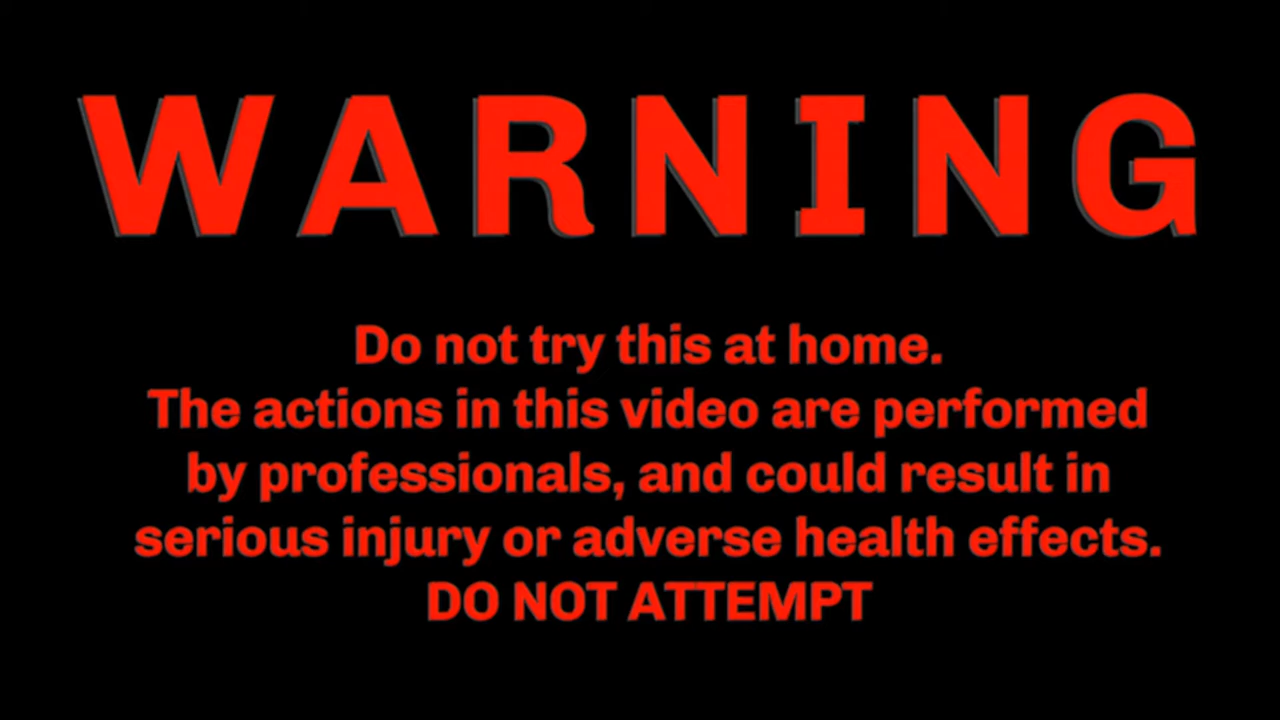 WARNING
Do not try this at home.
The actions in this video are performed
by professionals, and could result in
serious injury or adverse health effects.
DO NOT ATTEMPT